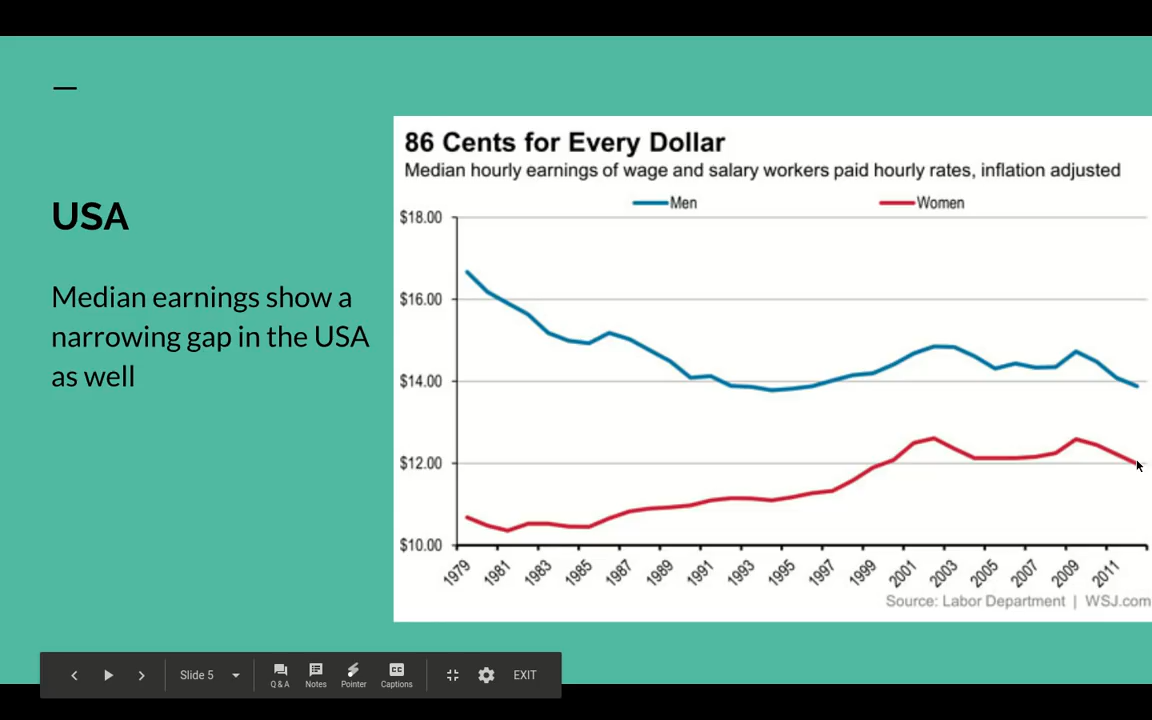 USA
Median earnings show a
narrowing gap in the USA
as well
86 Cents for Every Dollar
Median hourly earnings of wage and salary workers paid hourly rates, inflation adjusted
Men Women
$18.00
$16.00
$14.00
$12.00
$10.00
1979 1981 1983 1985 1987 1989 1991 1993 1995 1997 1999 2001 2003 2005 2007 2009 2011
Source: Labor Department | WSJ.com
Slide 5 Q & A Notes Pointer CC Captions EXIT